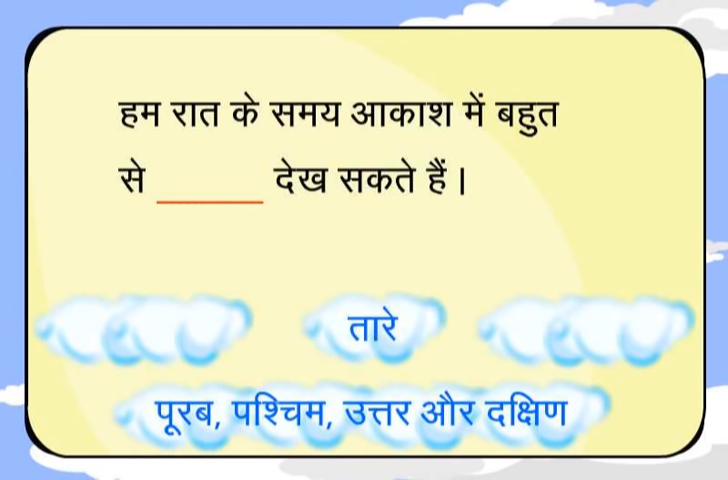 हम रात के समय आकाश में बहुत
से ______ देख सकते हैं।
तारे
पूरब, पश्चिम, उत्तर और दक्षिण